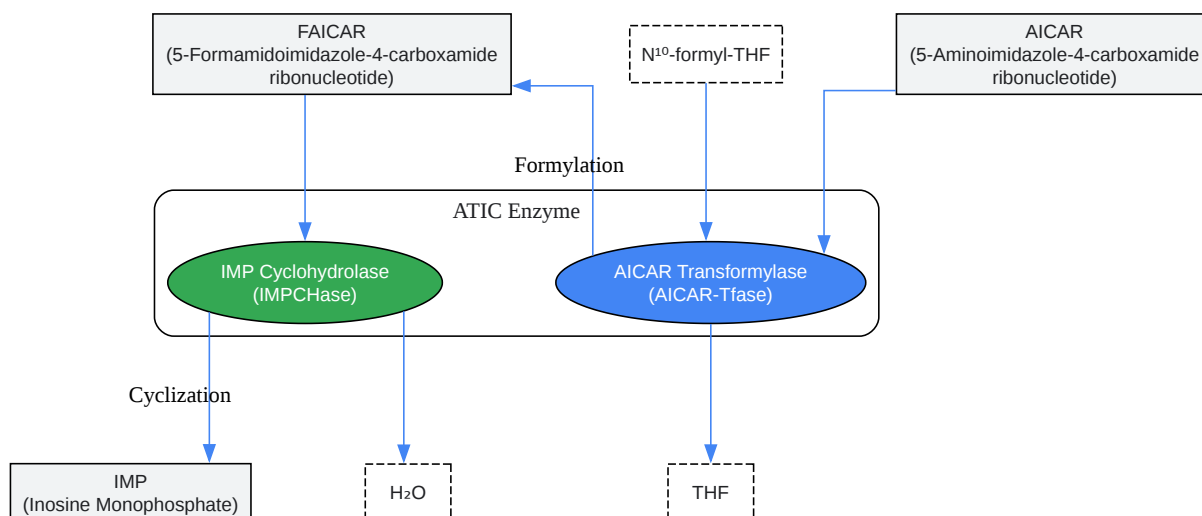 FAICAR
(5-Formamidoimidazole-4-carboxamide
ribonucleotide)
N¹⁰-formyl-THF
AICAR
(5-Aminoimidazole-4-carboxamide
ribonucleotide)
Formylation
ATIC Enzyme
IMP Cyclohydrolase
(IMPCHase)
AICAR Transformylase
(AICAR-Tfase)
Cyclization
IMP
(Inosine Monophosphate)
H₂O
THF